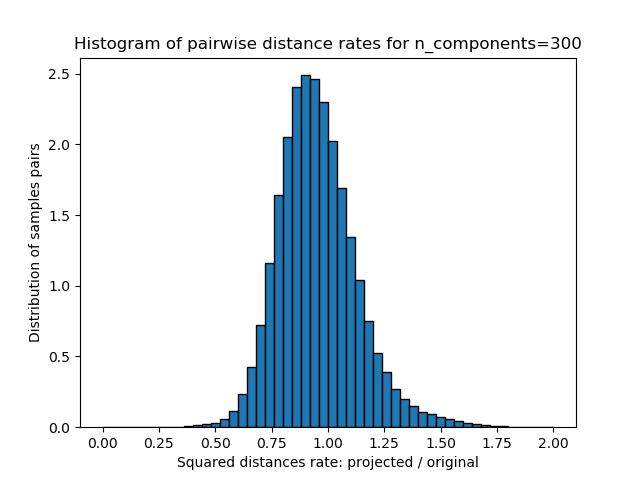 Histogram of pairwise distance rates for n_components=300
2.5
2.0
1.5
1.0
0.5
0.0
Distribution of samples pairs
0.00 0.25 0.50 0.75 1.00 1.25 1.50 1.75 2.00
Squared distances rate: projected / original